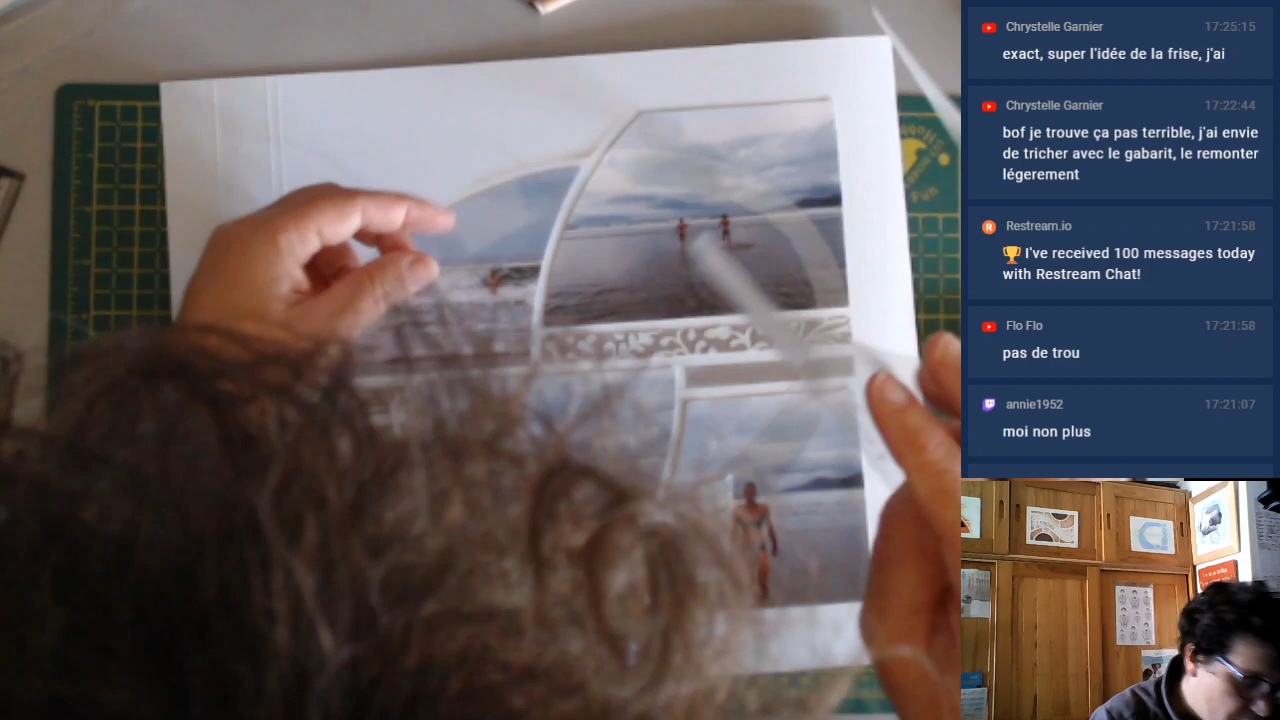 Chrystelle Garnier 17:25:15
exact, super l'idée de la frise, j'ai
Chrystelle Garnier 17:22:44
bof je trouve ça pas terrible, j'ai envie
de tricher avec le gabarit, le remonter
légerement
Restream.io 17:21:58
🏆 I've received 100 messages today
with Restream Chat!
Flo Flo 17:21:58
pas de trou
annie1952 17:21:07
moi non plus